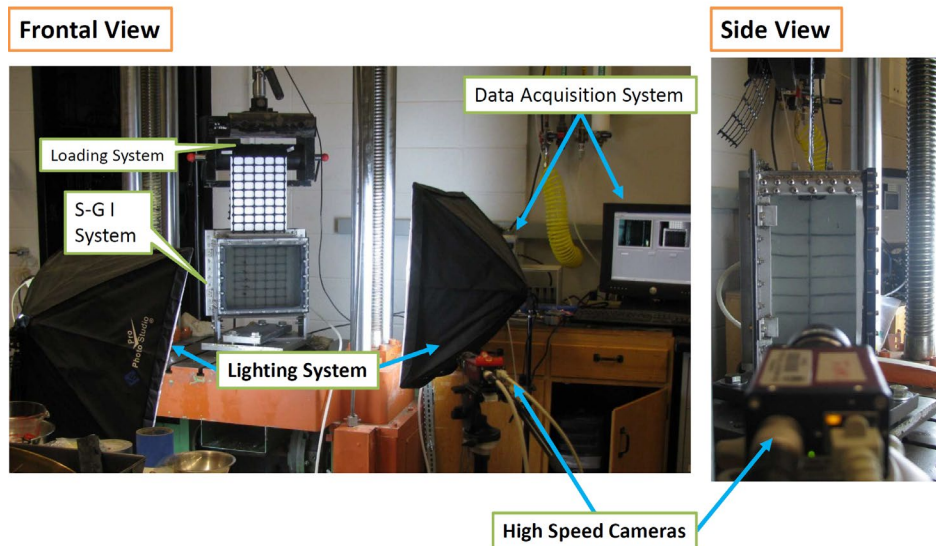 Frontal View
Side View
Data Acquisition System
Loading System
S-G I
System
pro
Photo Studio
Lighting System
High Speed Cameras